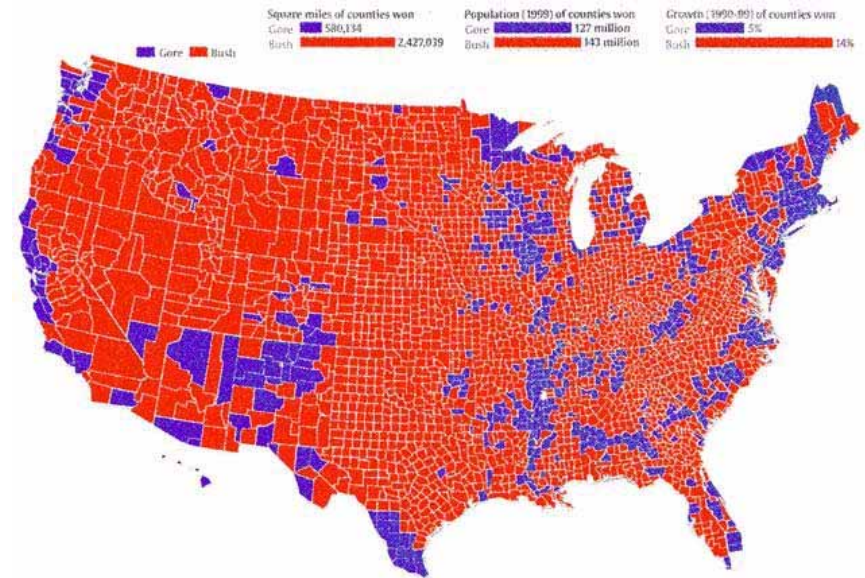 Square miles of counties won
Gore 580,134
Bush 2,427,039
Population (1999) of counties won
Gore 127 million
Bush 143 million
Growth (1990-99) of counties won
Gore 5%
Bush 14%
Gore Bush